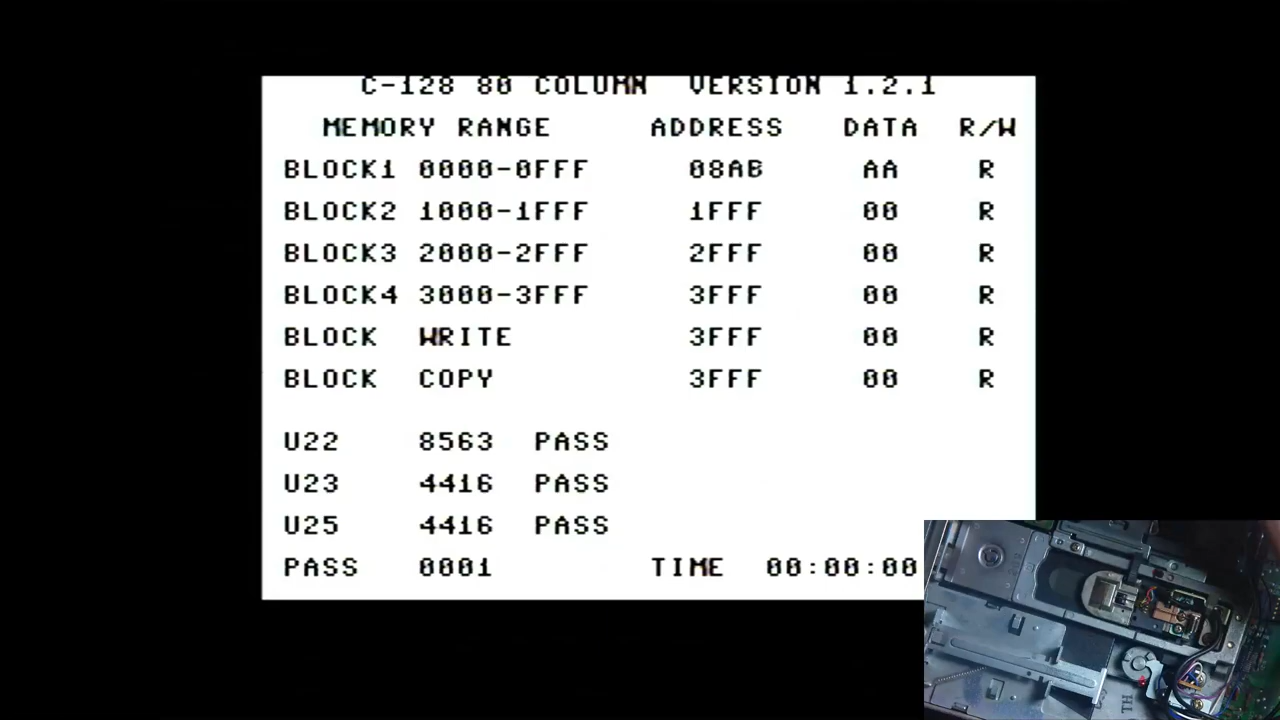 C-128 80 COLUMN VERSION 1.2.1
MEMORY RANGE ADDRESS DATA R/W
BLOCK1 0000-0FFF 08AB AA R
BLOCK2 1000-1FFF 1FFF 00 R
BLOCK3 2000-2FFF 2FFF 00 R
BLOCK4 3000-3FFF 3FFF 00 R
BLOCK WRITE 3FFF 00 R
BLOCK COPY 3FFF 00 R
U22 8563 PASS
U23 4416 PASS
U25 4416 PASS
PASS 0001 TIME 00:00:00